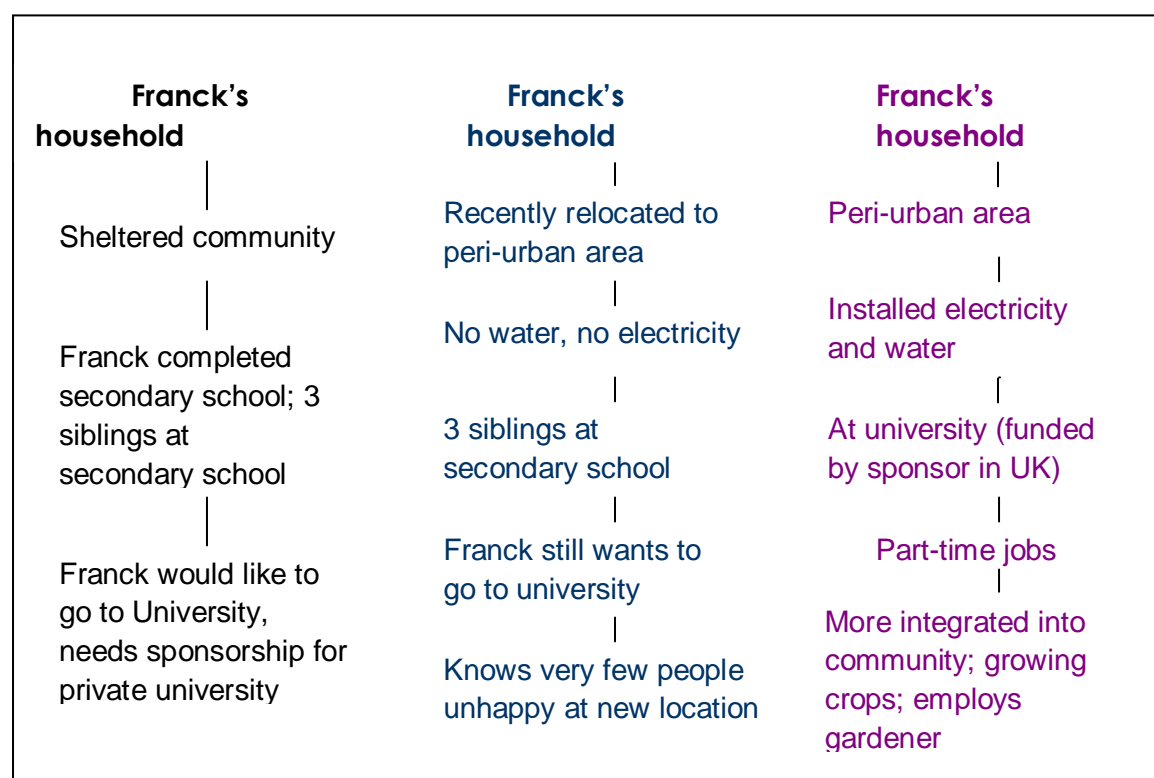 Franck’s
household
Sheltered community
Franck completed
secondary school; 3
siblings at
secondary school
Franck would like to
go to University,
needs sponsorship for
private university
Franck’s
household
Recently relocated to
peri-urban area
No water, no electricity
3 siblings at
secondary school
Franck still wants to
go to university
Knows very few people
unhappy at new location
Franck’s
household
Peri-urban area
Installed electricity
and water
At university (funded
by sponsor in UK)
Part-time jobs
More integrated into
community; growing
crops; employs
gardener